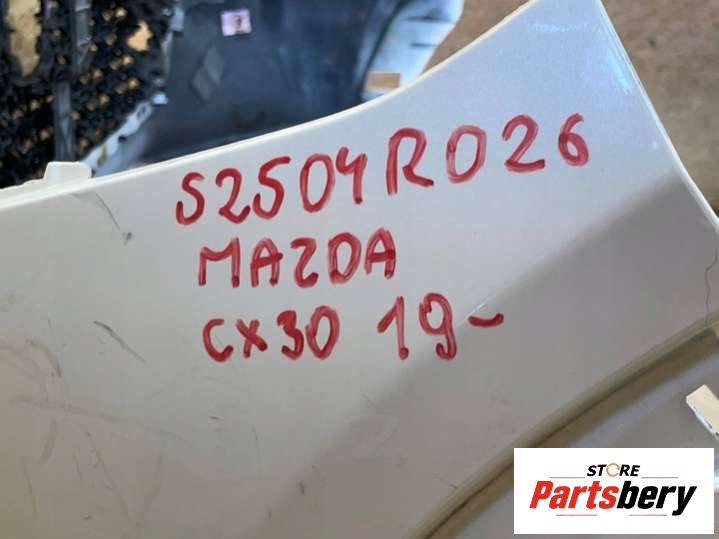 S2504R026
MAZDA
CX30 19-
STORE
Partsbery